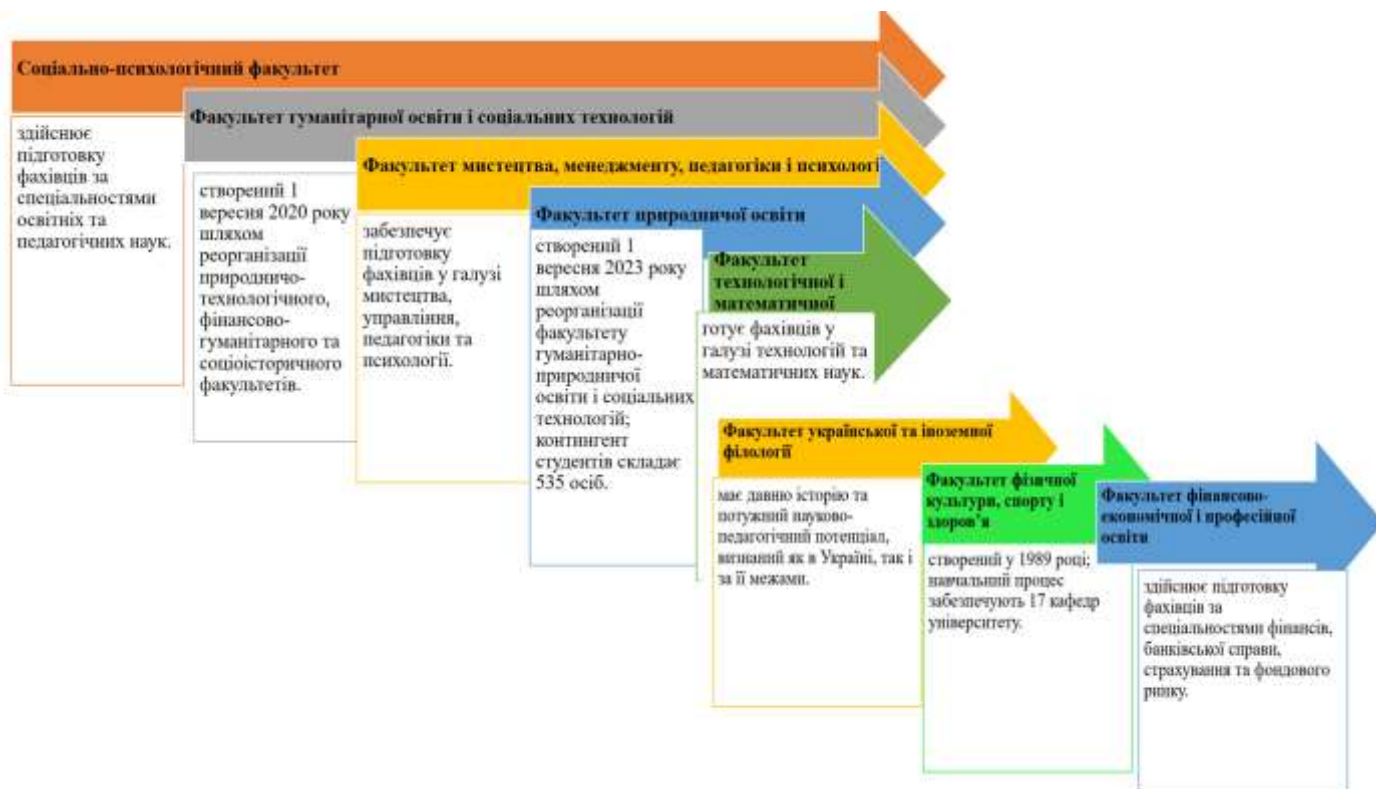 Соціально-психологічний факультет
здійснює
підготовку
фахівців за
спеціальностями
освітніх та
педагогічних наук.
Факультет гуманітарної освіти і соціальних технологій
створений 1
вересня 2020 року
шляхом
реорганізації
природничо-
технологічного,
фінансово-
гуманітарного та
соціоісторичного
факультетів.
Факультет мистецтва, менеджменту, педагогіки і психологі
забезпечує
підготовку
фахівців у галузі
мистецтва,
управління,
педагогіки та
психології.
Факультет природничої освіти
створений 1
вересня 2023 року
шляхом
реорганізації
факультету
гуманітарно-
природничої
освіти і соціальних
технологій;
контингент
студентів складає
535 осіб.
Факультет
технологічної і
математичної
готує фахівців у
галузі технологій та
математичних наук.
Факультет української та іноземної
філології
має давню історію та
потужний науково-
педагогічний потенціал,
визнаний як в Україні, так і
за її межами.
Факультет фізичної
культури, спорту і
здоров’я
створений у 1989 році;
навчальний процес
забезпечують 17 кафедр
університету.
Факультет фінансово-
економічної і професійної
освіти
здійснює підготовку
фахівців за
спеціальностями фінансів,
банківської справи,
страхування та фондового
ринку.